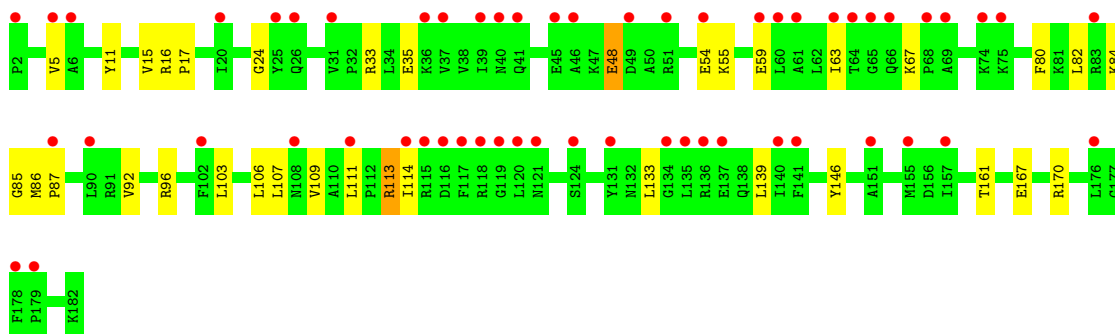 P2 V5 A6 Y11 V15 R16 P17 I20 G24 Y25 Q26 V31 P32 R33 L34 E35 K36 V37 V38 I39 N40 Q41 E45 A46 K47 E48 D49 A50 R51 E54 K55 E59 L60 A61 L62 I63 T64 G65 Q66 K67 P68 A69 K74 K75 F80 K81 L82 R83 K84
G85 M86 P87 L90 R91 V92 R96 F102 L103 L106 L107 N108 V109 A110 L111 P112 R113 I114 R115 D116 F117 R118 G119 L120 N121 S124 Y131 N132 L133 G134 L135 R136 E137 Q138 L139 I140 F141 Y146 A151 M155 D156 I157 T161 E167 R170 L176 G177
F178 P179 K182